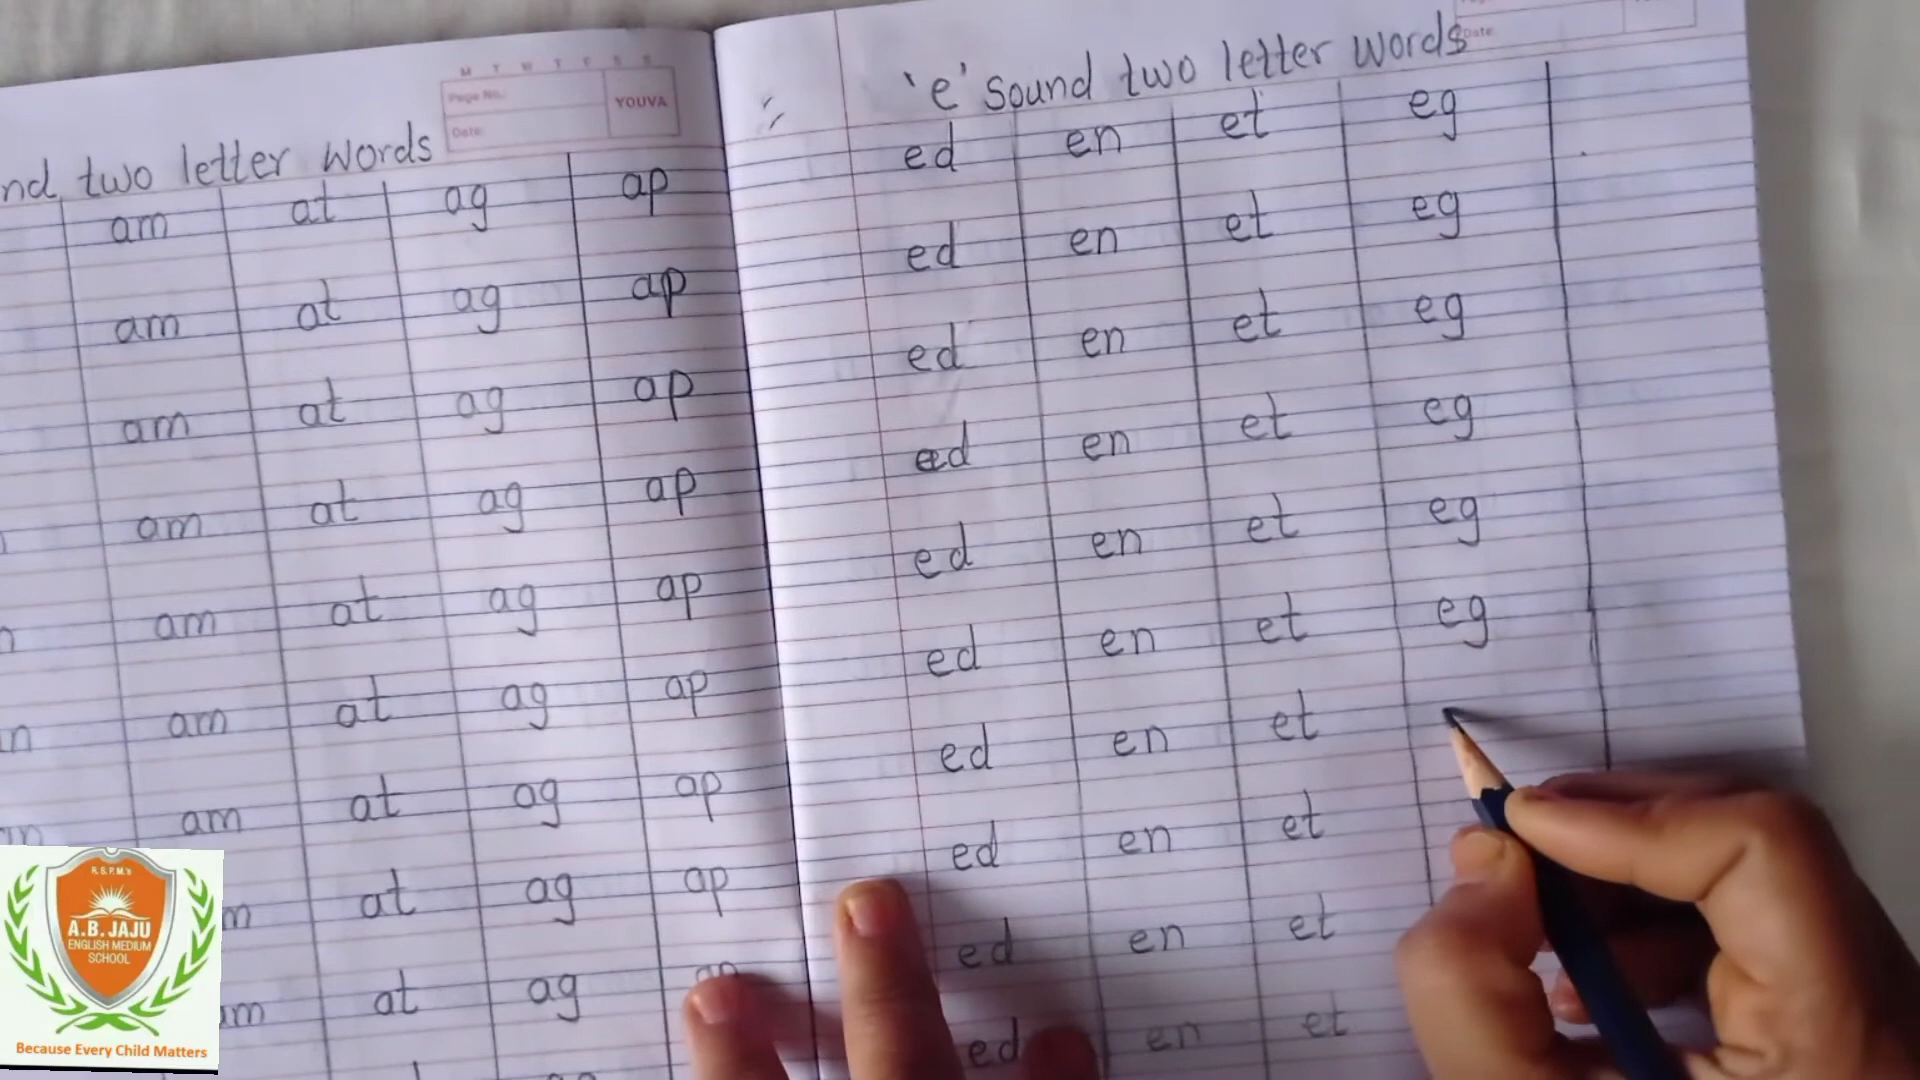 M T W T F S S
Page No.:
YOUVA
Date:
two letter words
am at ag ap
am at ag ap
am at ag ap
am at ag ap
am at ag ap
am at ag ap
am at ag ap
at ag ap
at ag
Date:
'e' sound two letter words
ed en et eg
ed en et eg
ed en et eg
ed en et eg
ed en et eg
ed en et eg
ed en et
ed en et
ed en et
ed en et
R.S.P.M's
A.B. JAJU
ENGLISH MEDIUM
SCHOOL
Because Every Child Matters